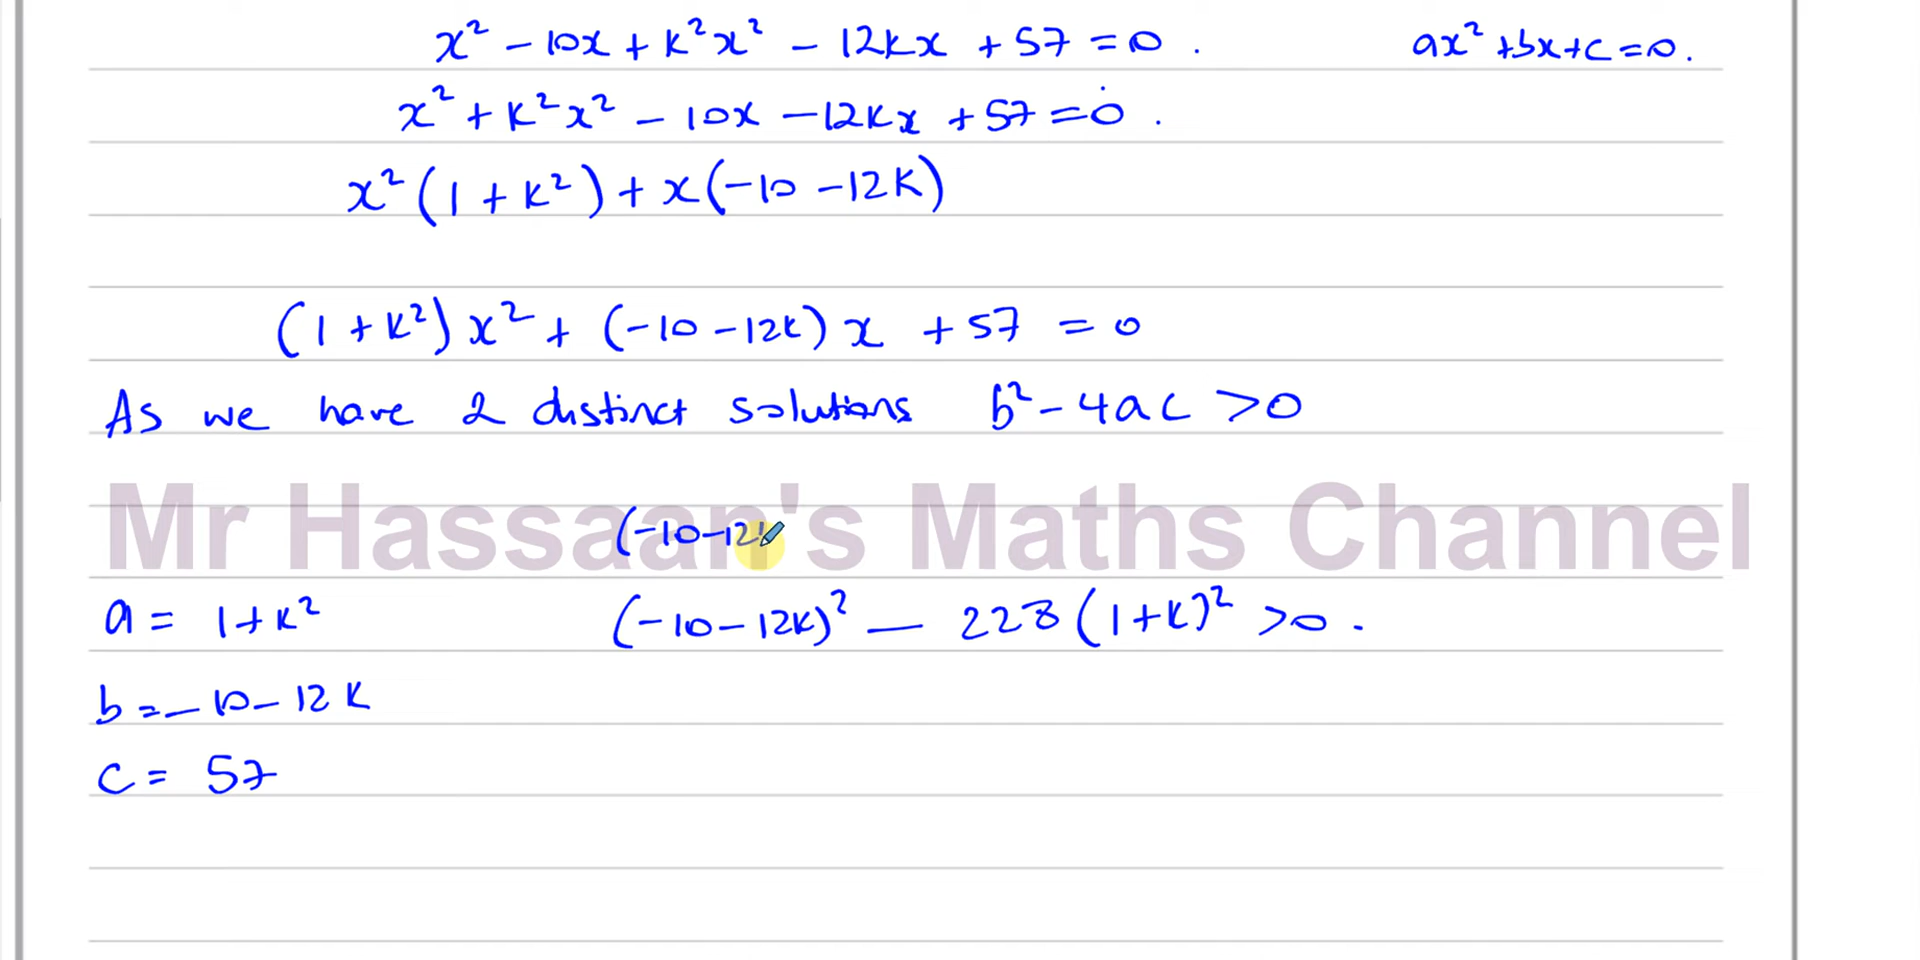 x² - 10x + k²x² - 12kx + 57 = 0 .
ax² + bx + c = 0 .
x² + k²x² - 10x - 12kx + 57 = 0 .
x² (1 + k²) + x (-10 - 12k)
(1 + k²) x² + (-10 - 12k) x + 57 = 0
As we have 2 distinct solutions b² - 4ac > 0
Mr Hassaan's Maths Channel
(-10-12k
a = 1 + k²
(-10 - 12k)² - 228 (1 + k)² > 0 .
b = -10 - 12k
c = 57